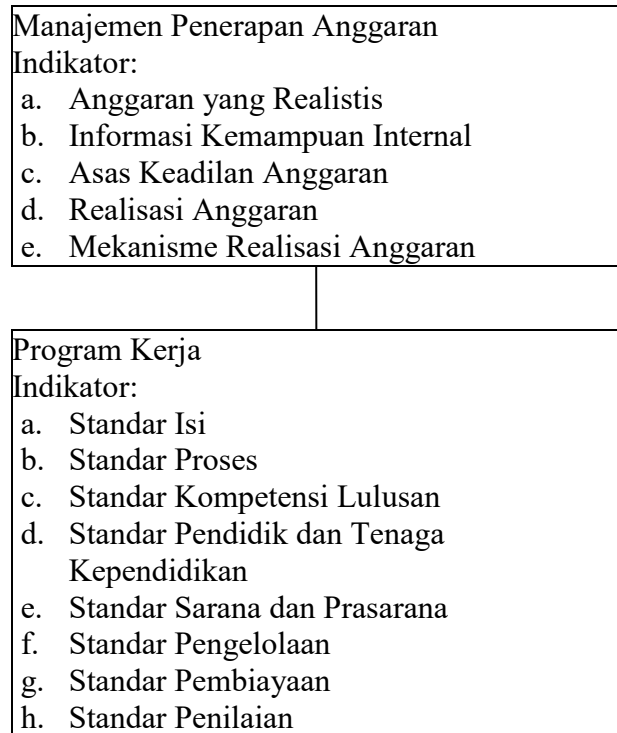 Manajemen Penerapan Anggaran
Indikator:
a. Anggaran yang Realistis
b. Informasi Kemampuan Internal
c. Asas Keadilan Anggaran
d. Realisasi Anggaran
e. Mekanisme Realisasi Anggaran
Program Kerja
Indikator:
a. Standar Isi
b. Standar Proses
c. Standar Kompetensi Lulusan
d. Standar Pendidik dan Tenaga
Kependidikan
e. Standar Sarana dan Prasarana
f. Standar Pengelolaan
g. Standar Pembiayaan
h. Standar Penilaian